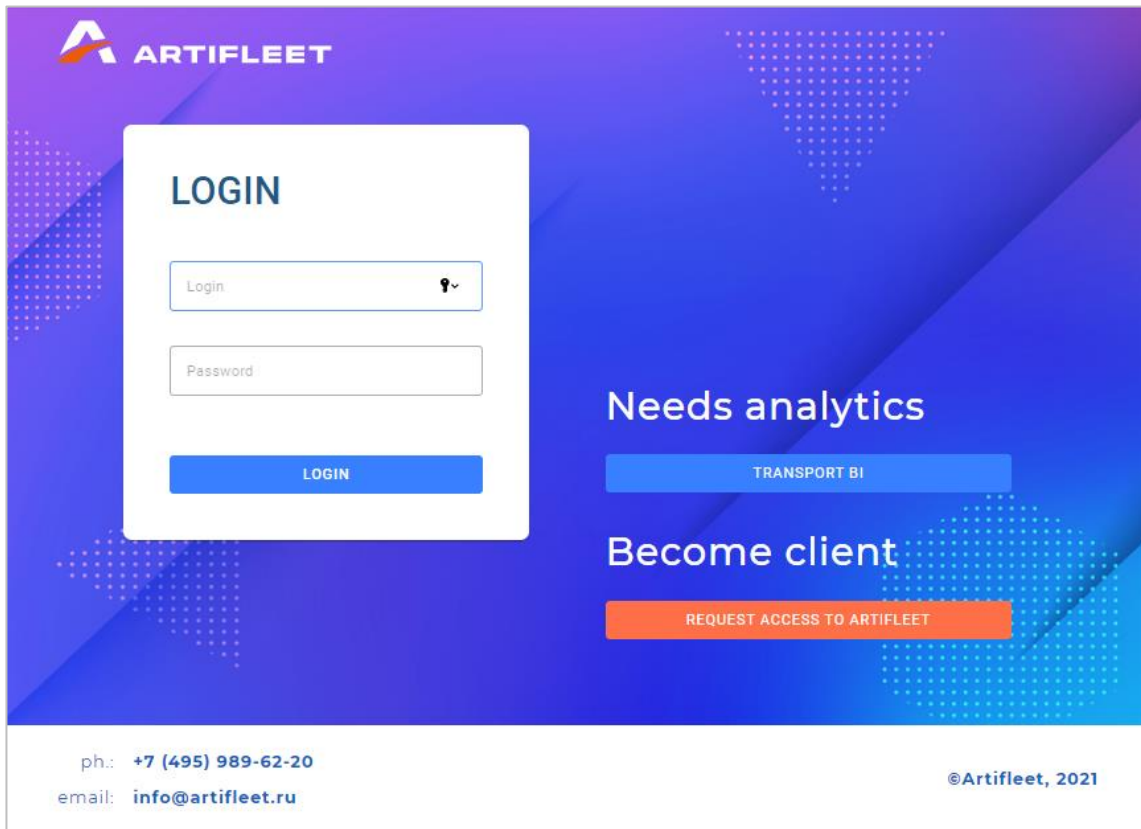 ARTIFLEET
LOGIN
Login
Password
LOGIN
Needs analytics
TRANSPORT BI
Become client
REQUEST ACCESS TO ARTIFLEET
ph.: +7 (495) 989-62-20
email: info@artifleet.ru
©Artifleet, 2021